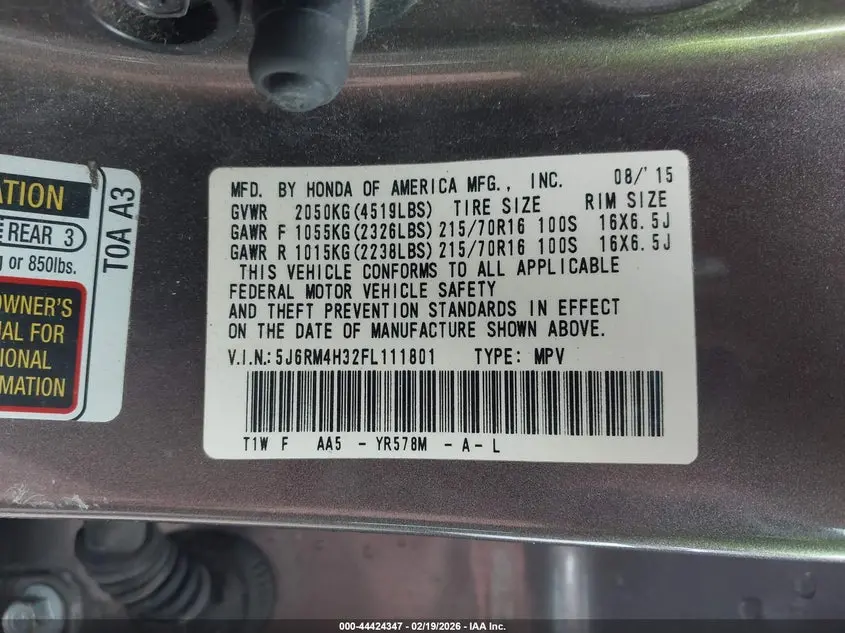 ATION
E REAR 3
g or 850lbs.
OWNER'S
AL FOR
IONAL
RMATION
TOA A3
MFD. BY HONDA OF AMERICA MFG., INC. 08/'15
GVWR 2050KG(4519LBS) TIRE SIZE RIM SIZE
GAWR F 1055KG(2326LBS) 215/70R16 100S 16X6.5J
GAWR R 1015KG(2238LBS) 215/70R16 100S 16X6.5J
THIS VEHICLE CONFORMS TO ALL APPLICABLE
FEDERAL MOTOR VEHICLE SAFETY
AND THEFT PREVENTION STANDARDS IN EFFECT
ON THE DATE OF MANUFACTURE SHOWN ABOVE.
V.I.N.:5J6RM4H32FL111801 TYPE: MPV
T1W F AA5 - YR578M - A - L
000-44424347 - 02/19/2026 - IAA Inc.